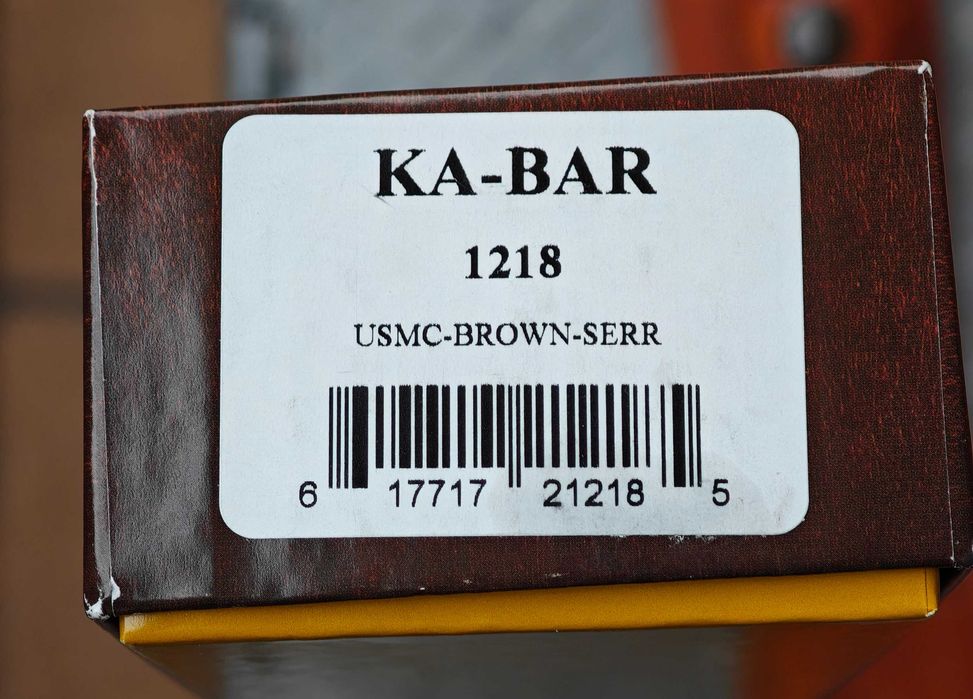 KA-BAR
1218
USMC-BROWN-SERR
6 17717 21218 5